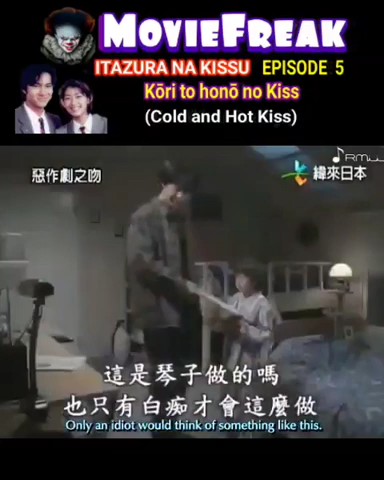 MOVIEFREAK
ITAZURA NA KISSU EPISODE 5
Kōri to honō no Kiss
(Cold and Hot Kiss)
惡作劇之吻
緯來日本
這是琴子做的嗎
也只有白痴才會這麼做
Only an idiot would think of something like this.